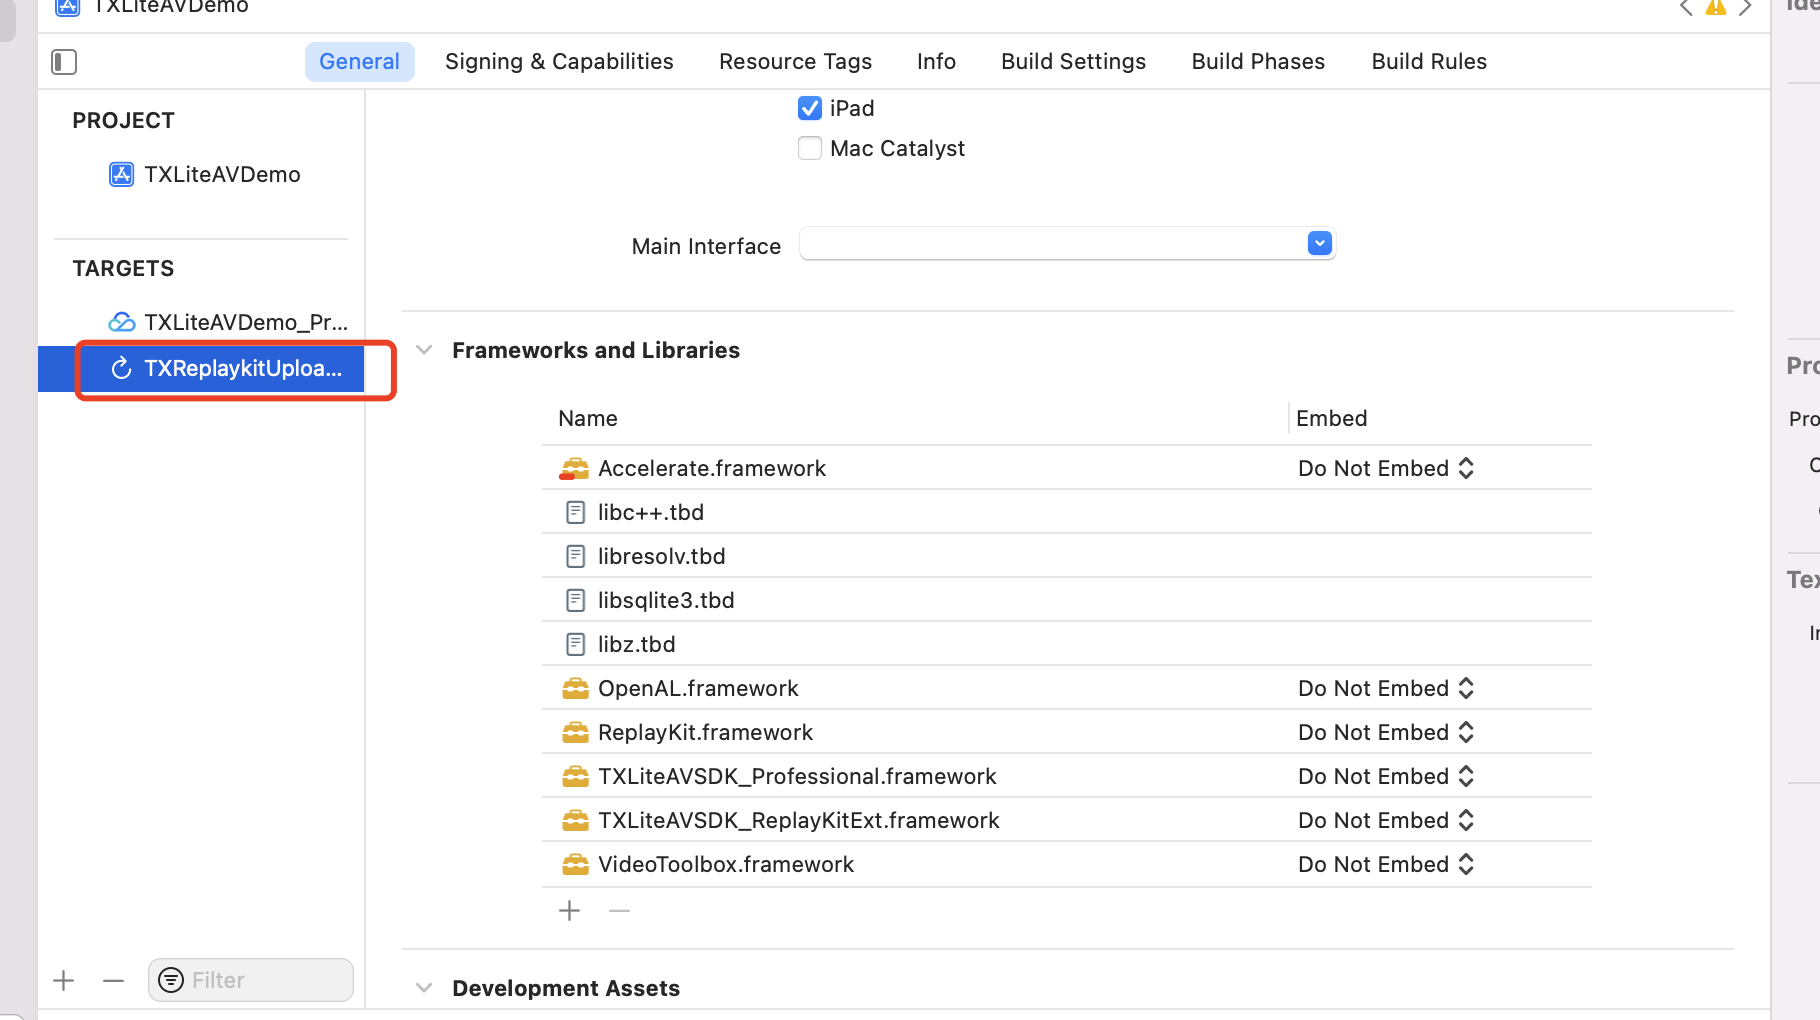 TXLiteAVDemo
General Signing & Capabilities Resource Tags Info Build Settings Build Phases Build Rules
PROJECT
TXLiteAVDemo
TARGETS
TXLiteAVDemo_Pr...
TXReplaykitUploa...
Filter
iPad
Mac Catalyst
Main Interface
Frameworks and Libraries
Name Embed
Accelerate.framework Do Not Embed
libc++.tbd
libresolv.tbd
libsqlite3.tbd
libz.tbd
OpenAL.framework Do Not Embed
ReplayKit.framework Do Not Embed
TXLiteAVSDK_Professional.framework Do Not Embed
TXLiteAVSDK_ReplayKitExt.framework Do Not Embed
VideoToolbox.framework Do Not Embed
Development Assets
Pro
Pro